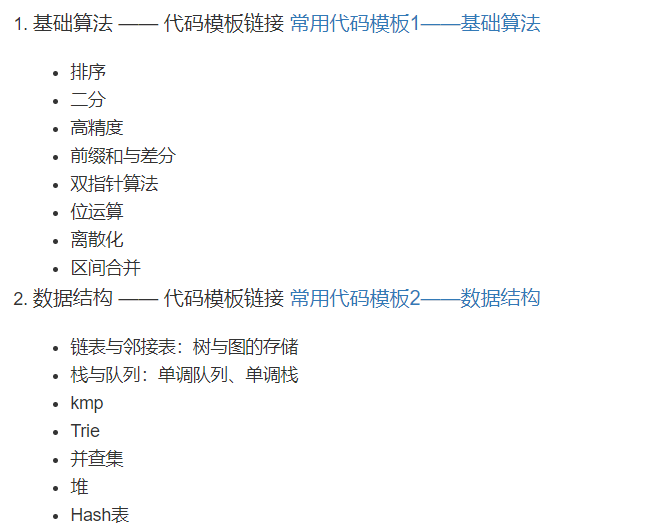 1. 基础算法 —— 代码模板链接 常用代码模板1——基础算法
• 排序
• 二分
• 高精度
• 前缀和与差分
• 双指针算法
• 位运算
• 离散化
• 区间合并
2. 数据结构 —— 代码模板链接 常用代码模板2——数据结构
• 链表与邻接表：树与图的存储
• 栈与队列：单调队列、单调栈
• kmp
• Trie
• 并查集
• 堆
• Hash表